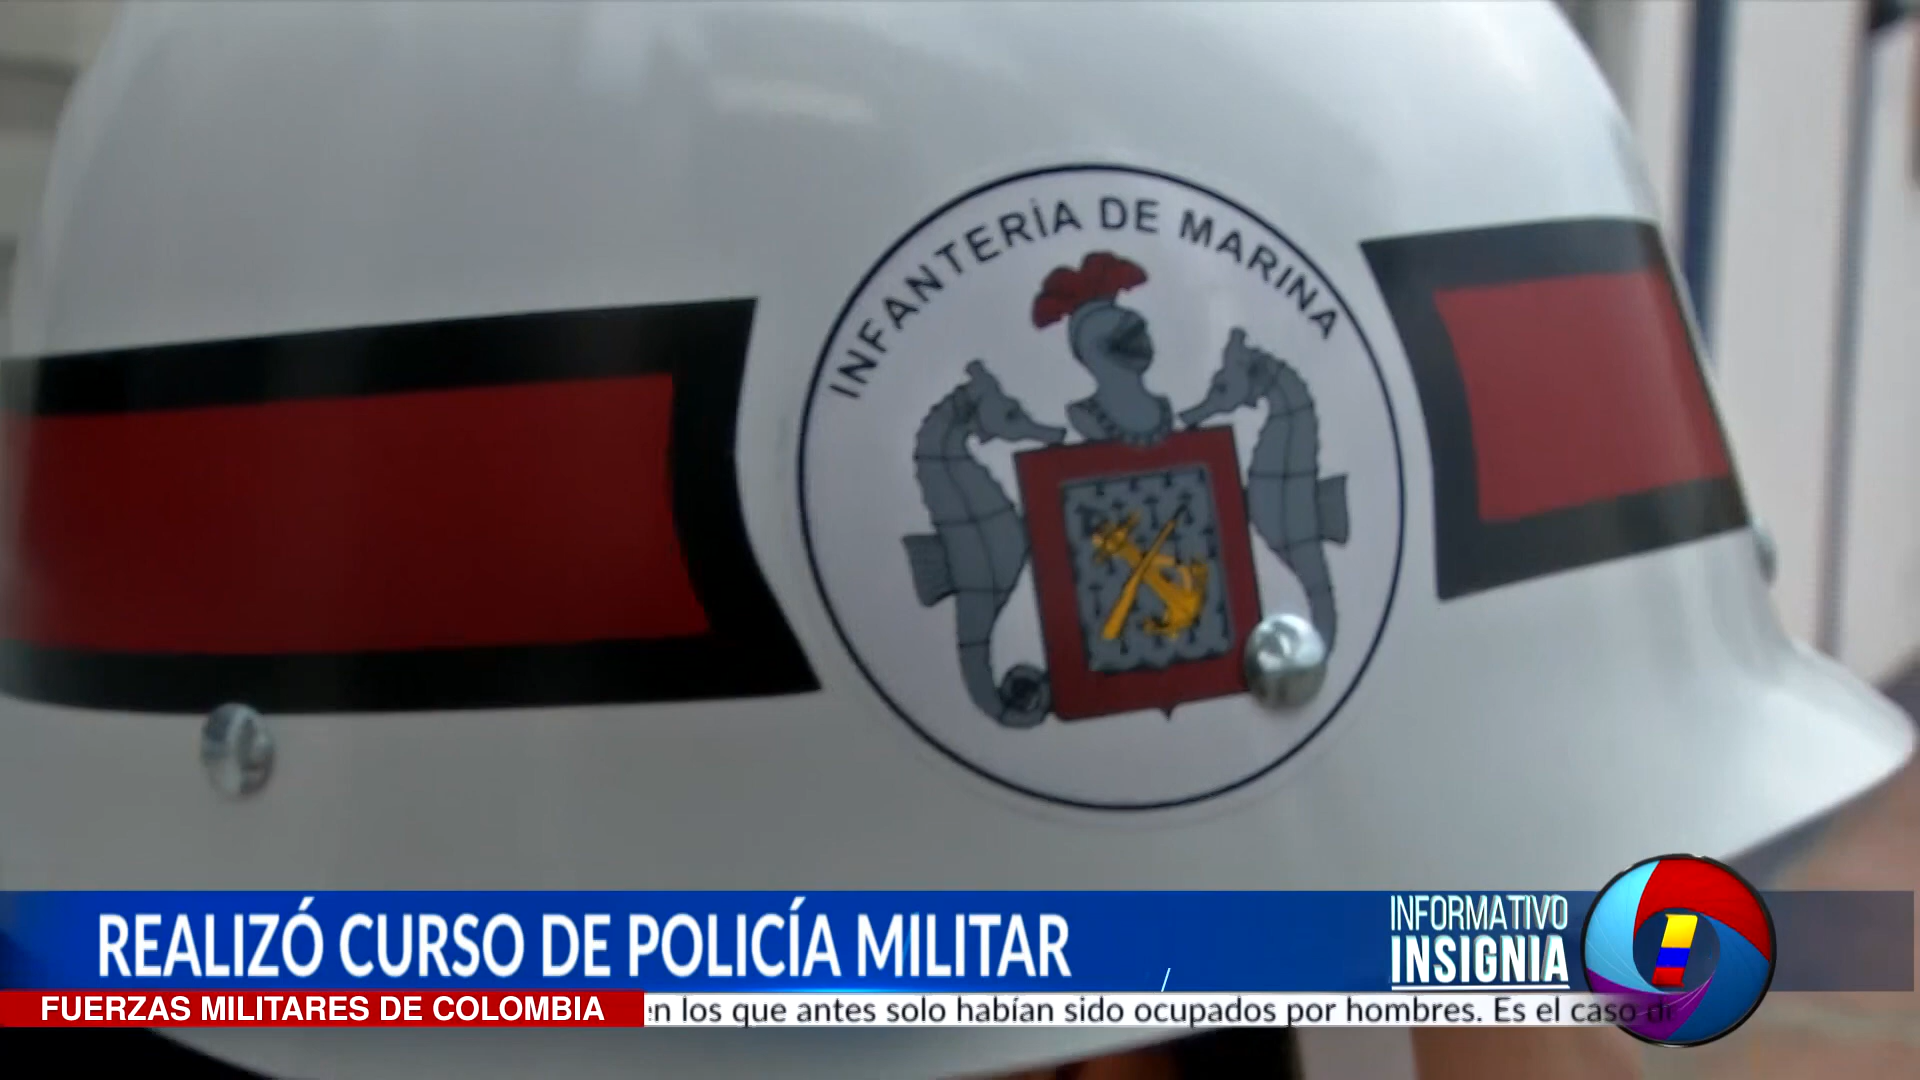 INFANTERÍA DE MARINA
REALIZÓ CURSO DE POLICÍA MILITAR
INFORMATIVO
INSIGNIA
FUERZAS MILITARES DE COLOMBIA
en los que antes solo habían sido ocupados por hombres. Es el caso